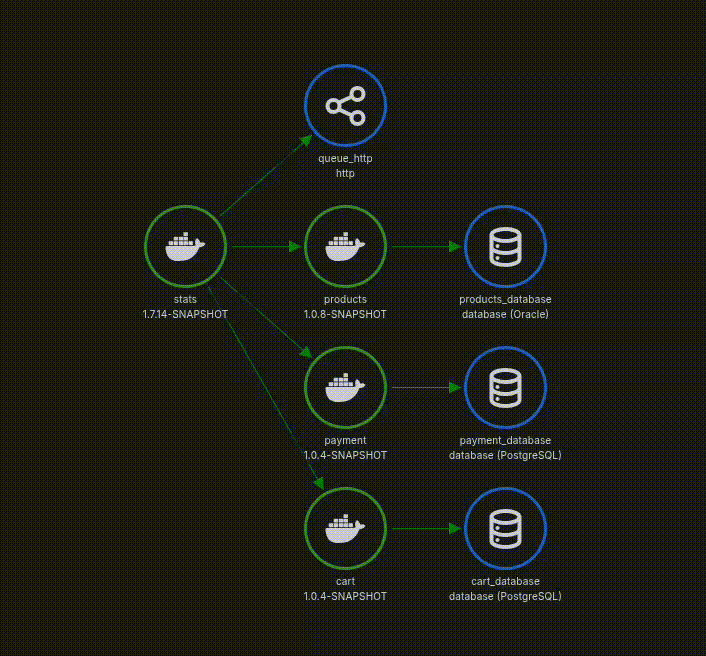 queue_http
http
stats
1.7.14-SNAPSHOT
products
1.0.8-SNAPSHOT
products_database
database (Oracle)
payment
1.0.4-SNAPSHOT
payment_database
database (PostgreSQL)
cart
1.0.4-SNAPSHOT
cart_database
database (PostgreSQL)